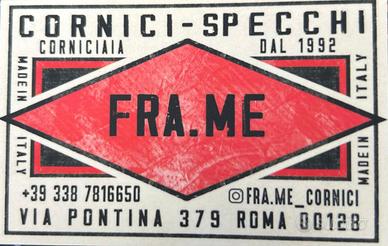 CORNICI-SPECCHI
CORNICIAIA DAL 1992
MADE IN ITALY
FRA.ME
MADE IN ITALY
+39 338 7816650 FRA.ME_CORNICI
VIA PONTINA 379 ROMA 00128